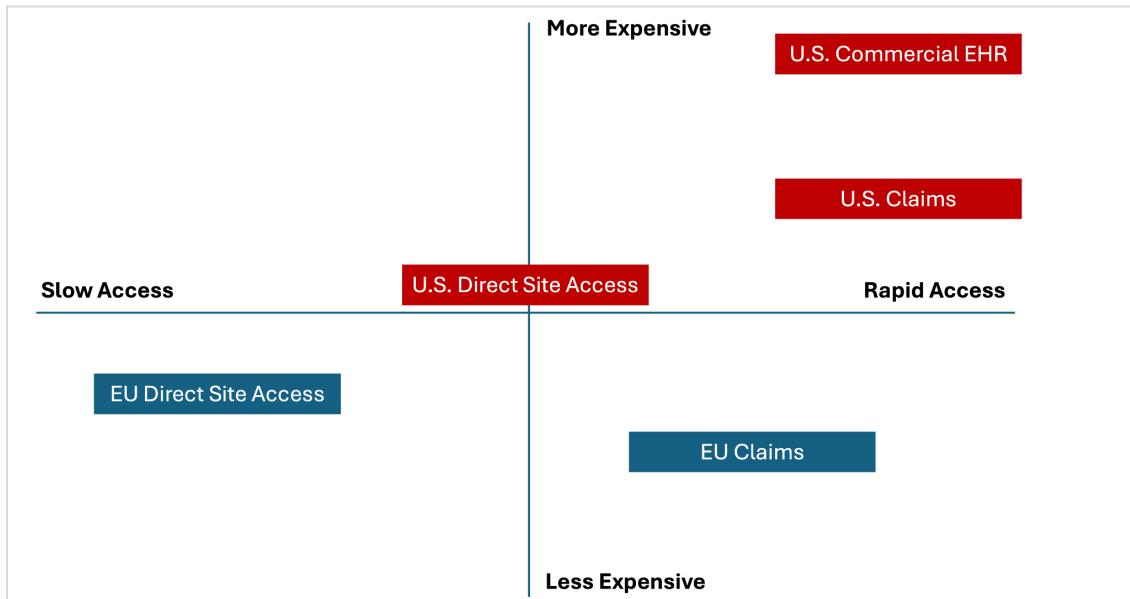 More Expensive
U.S. Commercial EHR
U.S. Claims
U.S. Direct Site Access
Slow Access
Rapid Access
EU Direct Site Access
EU Claims
Less Expensive